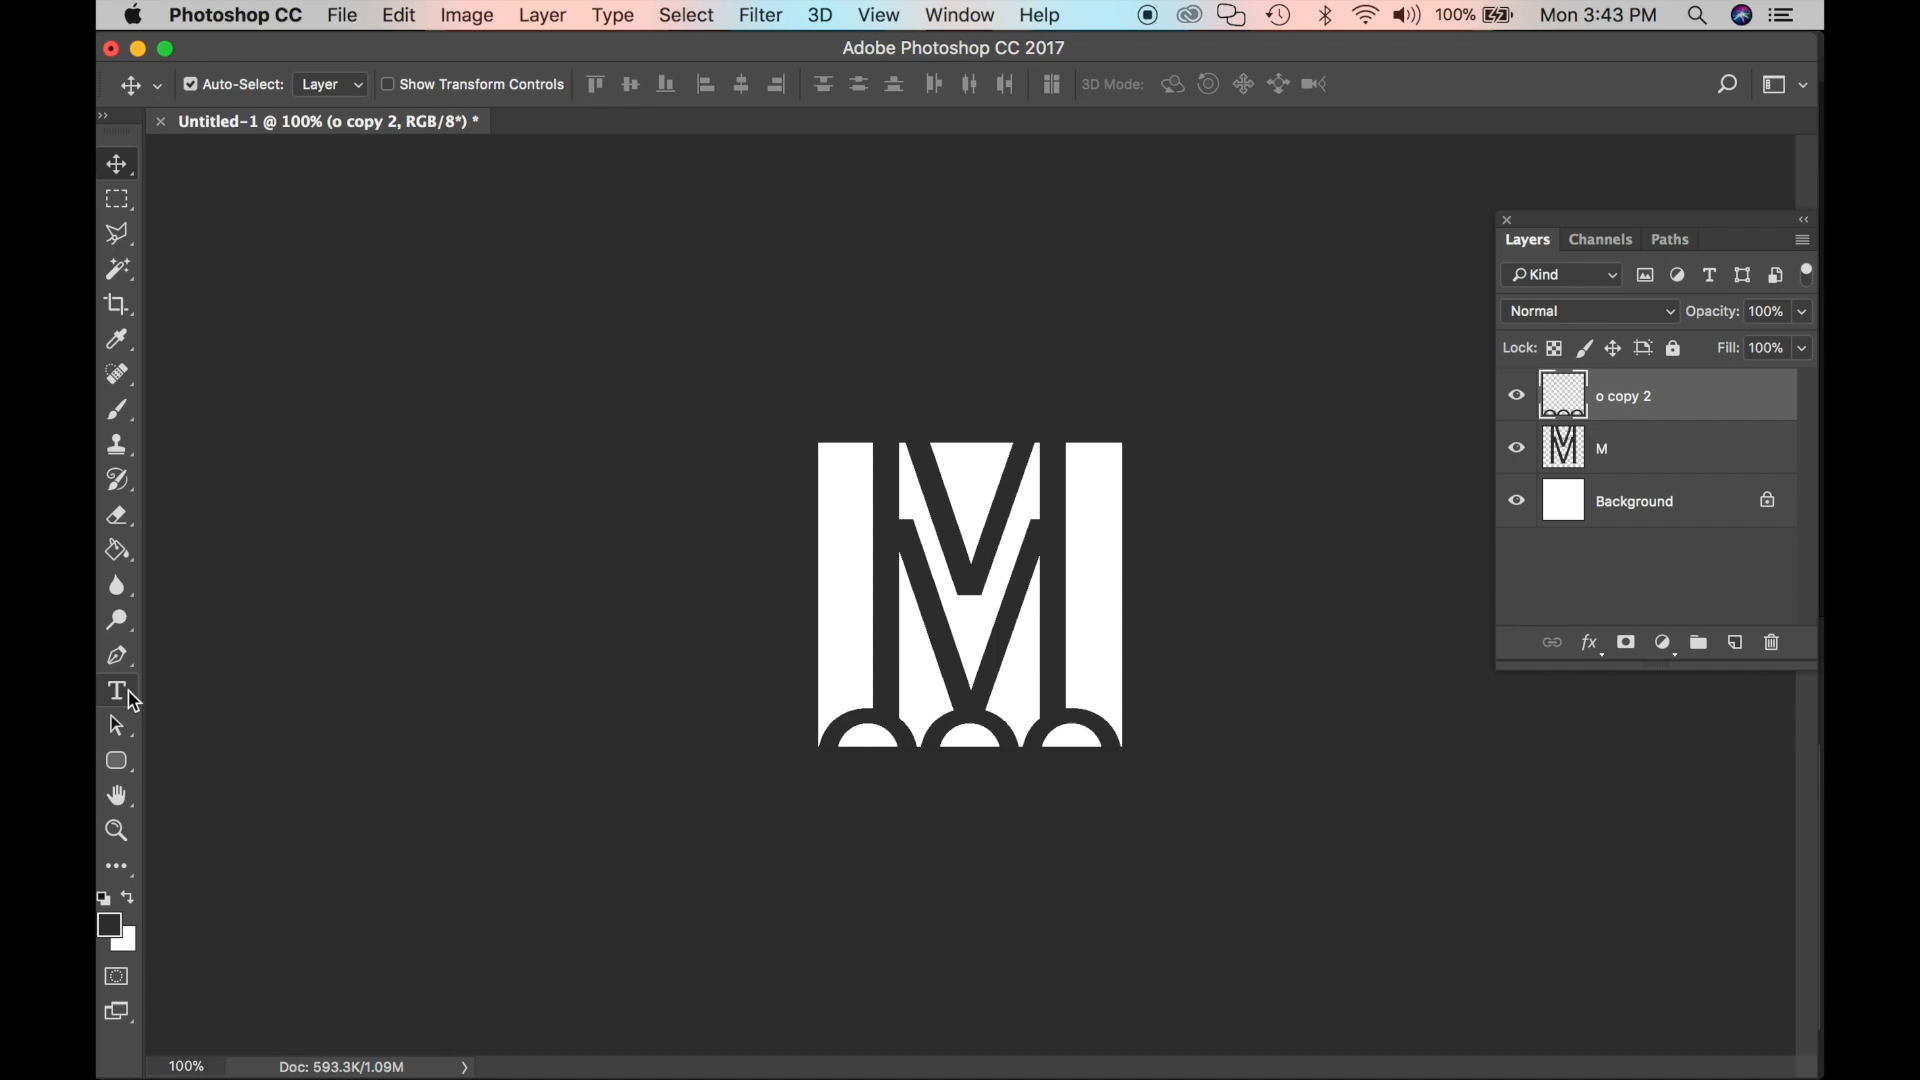 Photoshop CC File Edit Image Layer Type Select Filter 3D View Window Help 100% Mon 3:43 PM
Adobe Photoshop CC 2017
Auto-Select: Layer Show Transform Controls 3D Mode:
Untitled-1 @ 100% (o copy 2, RGB/8*) *
Layers Channels Paths
Kind
Normal Opacity: 100%
Lock: Fill: 100%
o copy 2
M
Background
fx
M
100% Doc: 593.3K/1.09M